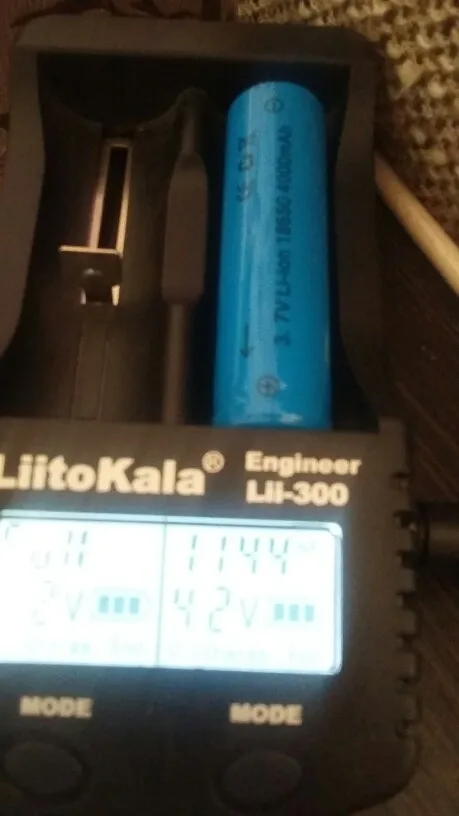 3.7V Li-ion 18650 4000mAh
LiitoKala® Engineer
Lii-300
1144
4.2V
MODE MODE